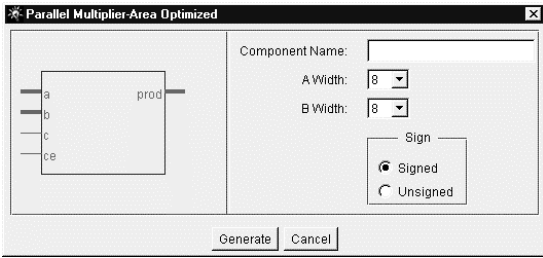 Parallel Multiplier-Area Optimized
a
prod
b
c
ce
Component Name:
A Width: 8
B Width: 8
Sign
Signed
Unsigned
Generate Cancel